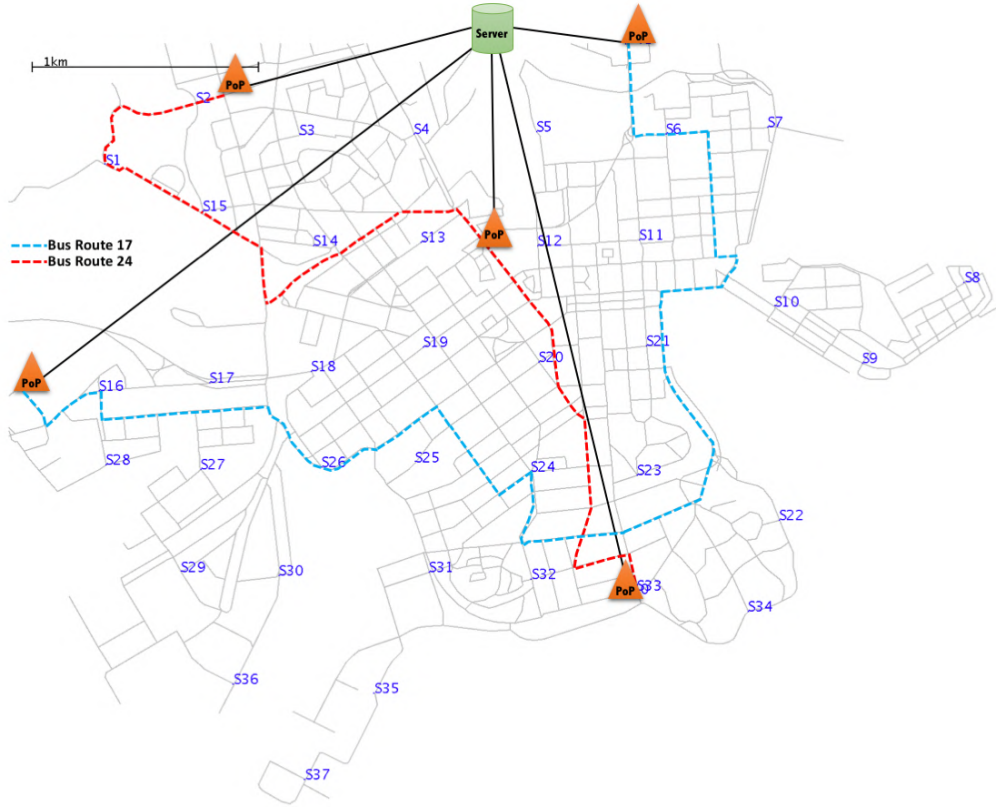 Server
PoP
1km
PoP
S2
S3
S4
S5
S6
S7
S1
S15
PoP
S14
S13
S12
S11
Bus Route 17
Bus Route 24
S8
S10
S19
S20
S21
S9
PoP
S16
S17
S18
S28
S27
S26
S25
S24
S23
S22
S29
S30
S31
S32
PoP
S33
S34
S36
S35
S37